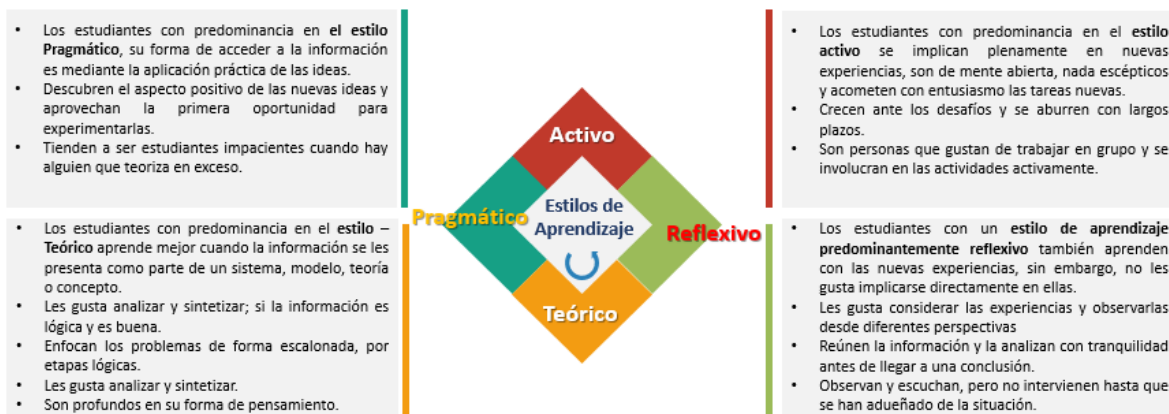 • Los estudiantes con predominancia en el estilo
Pragmático, su forma de acceder a la información
es mediante la aplicación práctica de las ideas.
• Descubren el aspecto positivo de las nuevas ideas y
aprovechan la primera oportunidad para
experimentarlas.
• Tienden a ser estudiantes impacientes cuando hay
alguien que teoriza en exceso.
• Los estudiantes con predominancia en el estilo –
Teórico aprende mejor cuando la información se les
presenta como parte de un sistema, modelo, teoría
o concepto.
• Les gusta analizar y sintetizar; si la información es
lógica y es buena.
• Enfocan los problemas de forma escalonada, por
etapas lógicas.
• Les gusta analizar y sintetizar.
• Son profundos en su forma de pensamiento.
Activo
Pragmático
Estilos de
Aprendizaje
Reflexivo
Teórico
• Los estudiantes con predominancia en el estilo
activo se implican plenamente en nuevas
experiencias, son de mente abierta, nada escépticos
y acometen con entusiasmo las tareas nuevas.
• Crecen ante los desafíos y se aburren con largos
plazos.
• Son personas que gustan de trabajar en grupo y se
involucran en las actividades activamente.
• Los estudiantes con un estilo de aprendizaje
predominantemente reflexivo también aprenden
con las nuevas experiencias, sin embargo, no les
gusta implicarse directamente en ellas.
• Les gusta considerar las experiencias y observarlas
desde diferentes perspectivas
• Reúnen la información y la analizan con tranquilidad
antes de llegar a una conclusión.
• Observan y escuchan, pero no intervienen hasta que
se han adueñado de la situación.